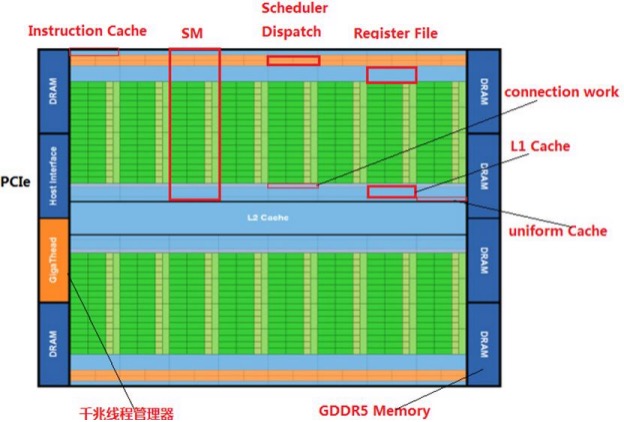 Scheduler
Instruction Cache SM Dispatch Register File
DRAM
DRAM
connection work
L1 Cache
PCIe
Host Interface
DRAM
L2 Cache
uniform Cache
GigaThead
DRAM
DRAM
DRAM
千兆线程管理器
GDDR5 Memory